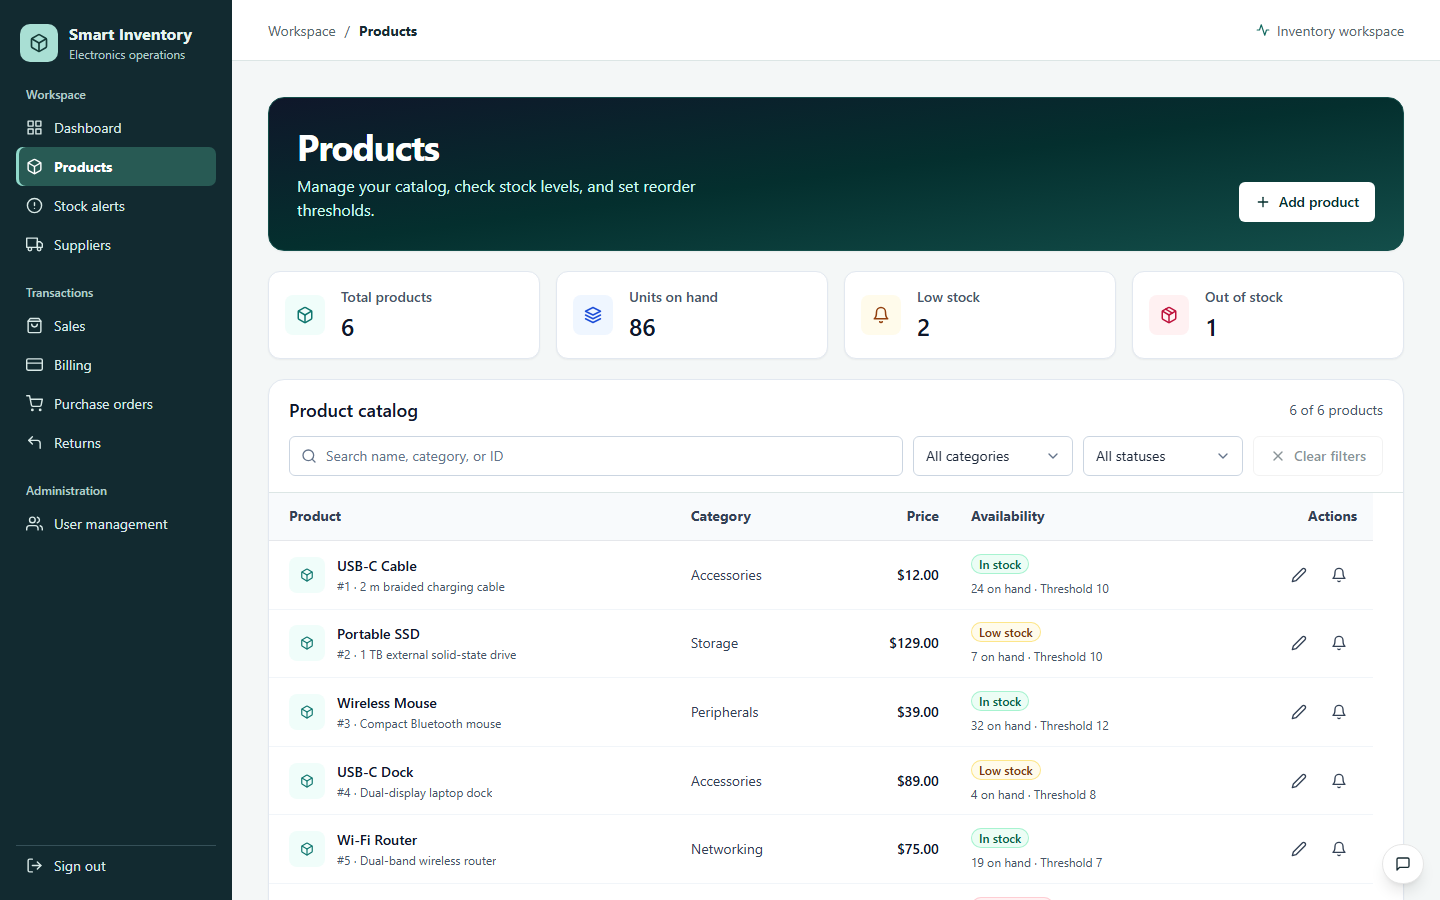 Smart Inventory
Electronics operations
Workspace
Dashboard
Products
Stock alerts
Suppliers
Transactions
Sales
Billing
Purchase orders
Returns
Administration
User management
Sign out
Workspace / Products
Inventory workspace
Products
Manage your catalog, check stock levels, and set reorder
thresholds.
Add product
Total products
6
Units on hand
86
Low stock
2
Out of stock
1
Product catalog
6 of 6 products
Search name, category, or ID
All categories
All statuses
Clear filters
Product Category Price Availability Actions
USB-C Cable
#1 · 2 m braided charging cable
Accessories
$12.00
In stock
24 on hand · Threshold 10
Portable SSD
#2 · 1 TB external solid-state drive
Storage
$129.00
Low stock
7 on hand · Threshold 10
Wireless Mouse
#3 · Compact Bluetooth mouse
Peripherals
$39.00
In stock
32 on hand · Threshold 12
USB-C Dock
#4 · Dual-display laptop dock
Accessories
$89.00
Low stock
4 on hand · Threshold 8
Wi-Fi Router
#5 · Dual-band wireless router
Networking
$75.00
In stock
19 on hand · Threshold 7